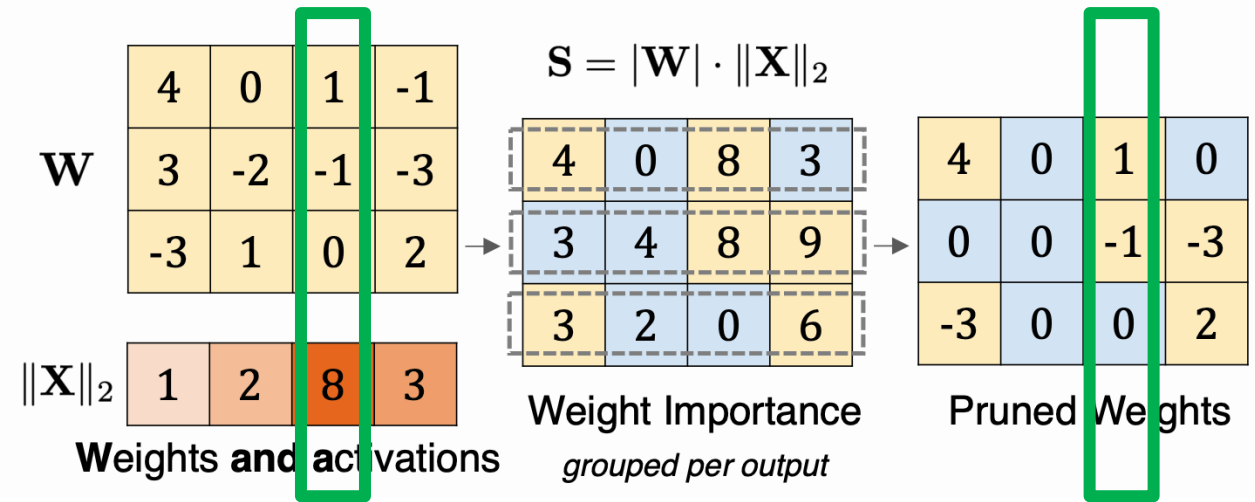 S = |W| · ‖X‖₂
W
4 0 1 -1
3 -2 -1 -3
-3 1 0 2
‖X‖₂
1 2 8 3
Weights and activations
4 0 8 3
3 4 8 9
3 2 0 6
Weight Importance
grouped per output
4 0 1 0
0 0 -1 -3
-3 0 0 2
Pruned Weights